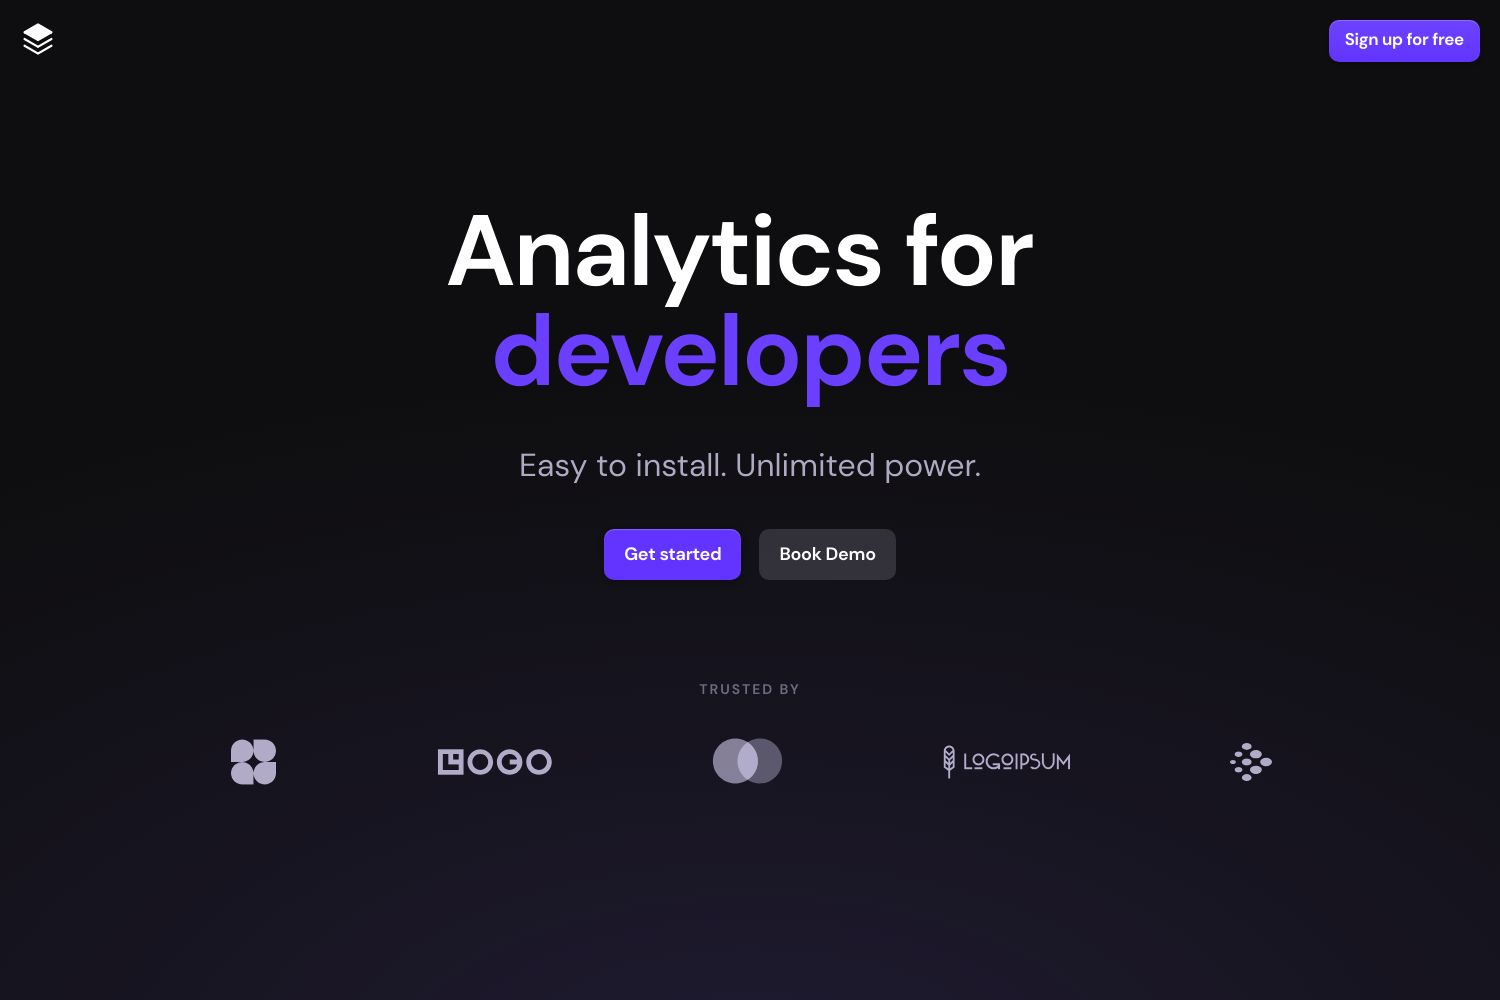 Sign up for free
Analytics for
developers
Easy to install. Unlimited power.
Get started
Book Demo
TRUSTED BY
LOGO
LOGOIPSUM